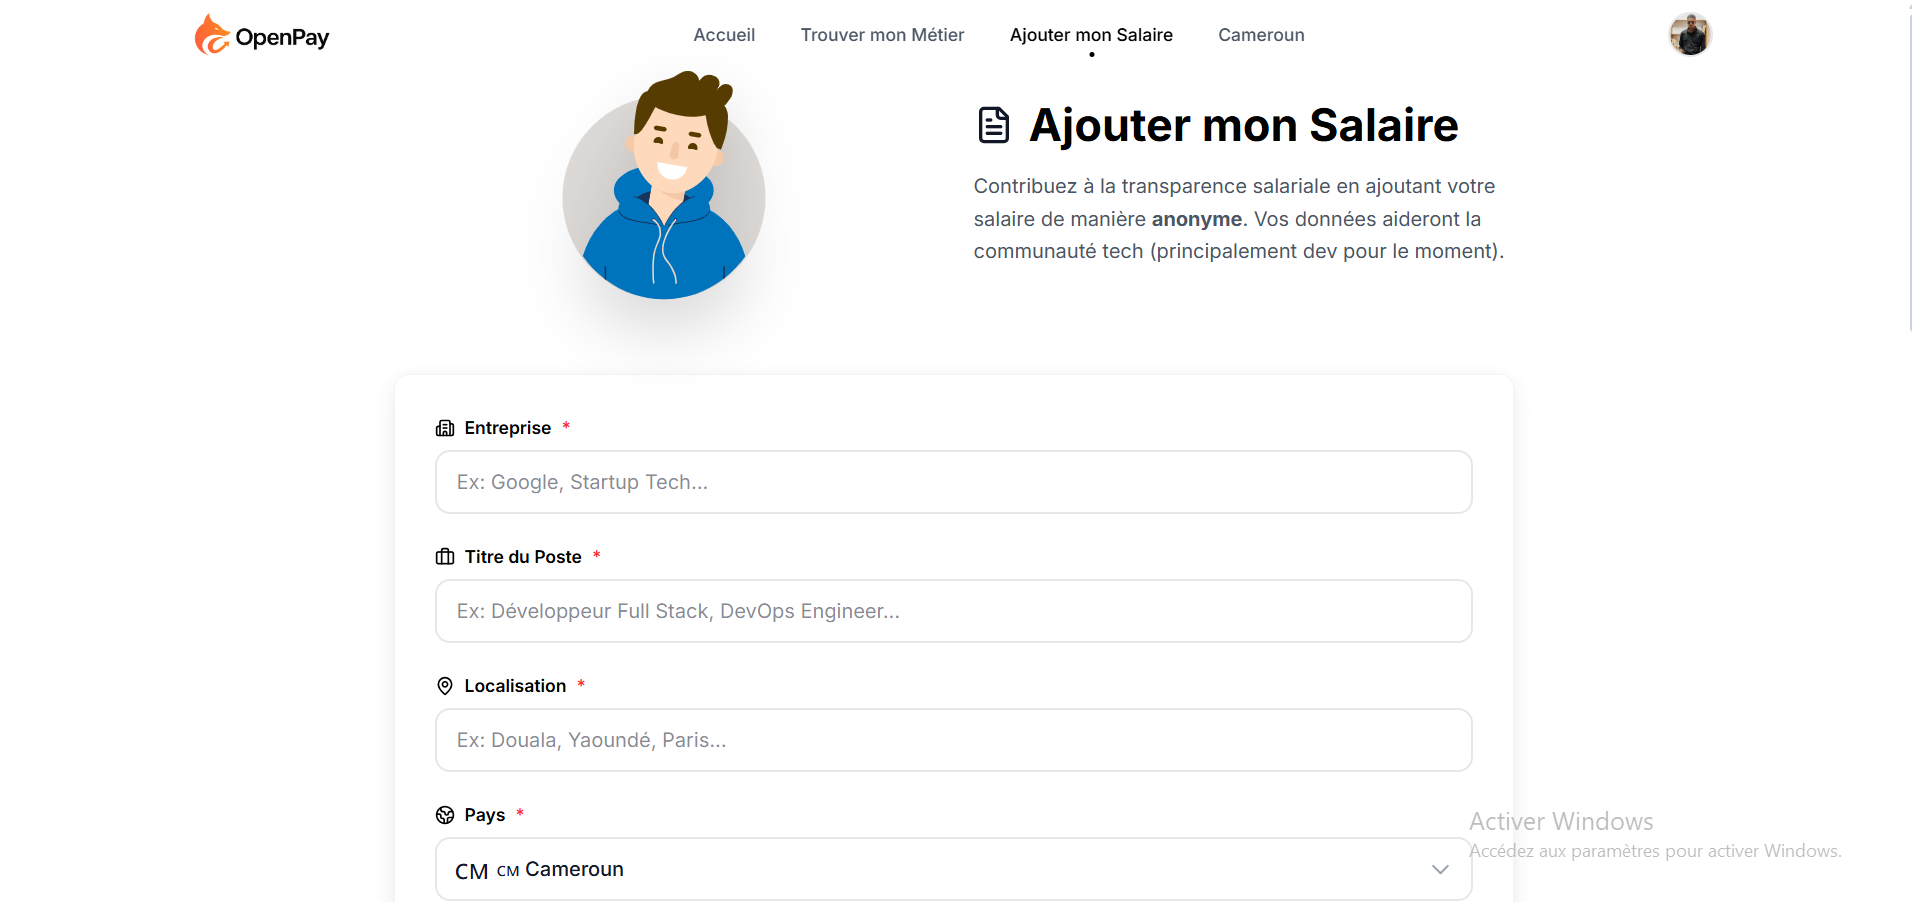 OpenPay
Accueil
Trouver mon Métier
Ajouter mon Salaire
Cameroun
Ajouter mon Salaire
Contribuez à la transparence salariale en ajoutant votre
salaire de manière anonyme. Vos données aideront la
communauté tech (principalement dev pour le moment).
Entreprise *
Ex: Google, Startup Tech...
Titre du Poste *
Ex: Développeur Full Stack, DevOps Engineer...
Localisation *
Ex: Douala, Yaoundé, Paris...
Pays *
CM CM Cameroun
Activer Windows
Accédez aux paramètres pour activer Windows.